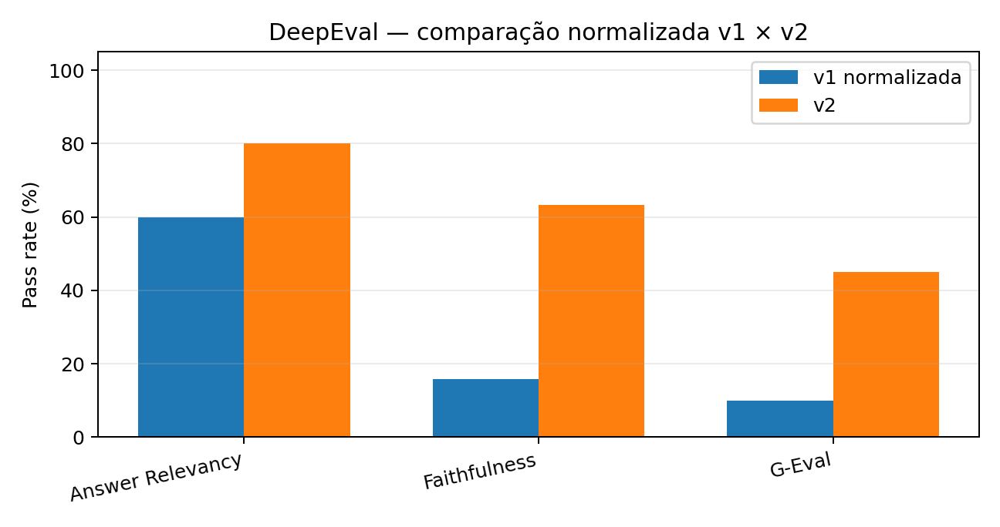 DeepEval — comparação normalizada v1 × v2
v1 normalizada
v2
Pass rate (%)
100
80
60
40
20
0
Answer Relevancy
Faithfulness
G-Eval